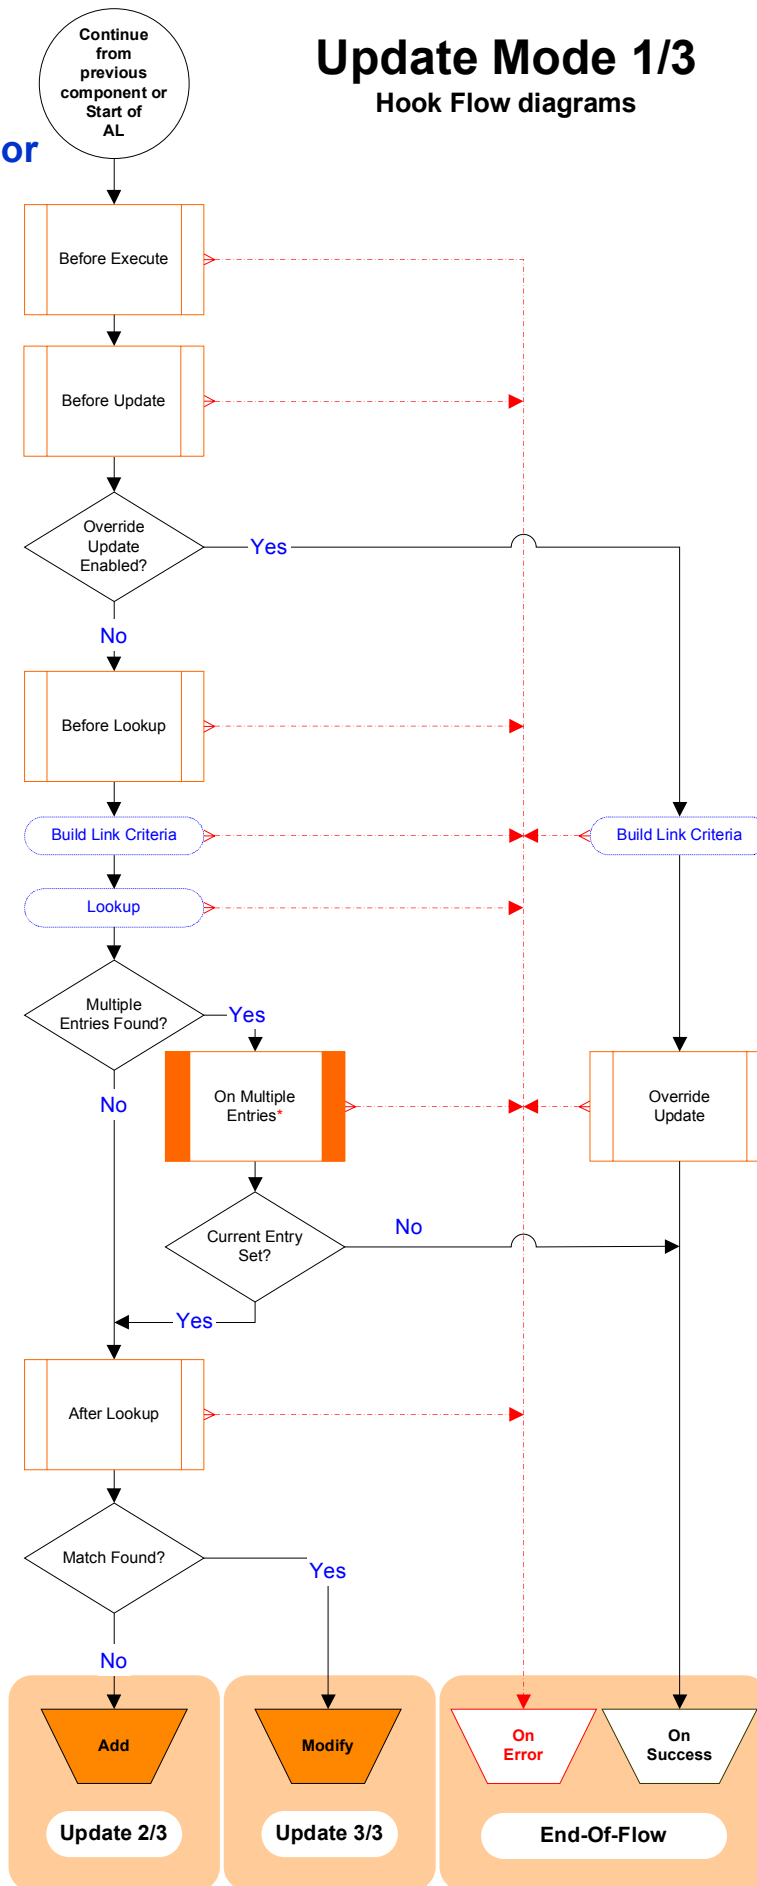 Continue
from
previous
component or
Start of
AL
Update Mode 1/3
Hook Flow diagrams
or
Before Execute
Before Update
Override
Update
Enabled?
Yes
No
Before Lookup
Build Link Criteria
Build Link Criteria
Lookup
Multiple
Entries Found?
Yes
No
On Multiple
Entries*
Override
Update
Current Entry
Set?
No
Yes
After Lookup
Match Found?
Yes
No
Add
Modify
On
Error
On
Success
Update 2/3
Update 3/3
End-Of-Flow